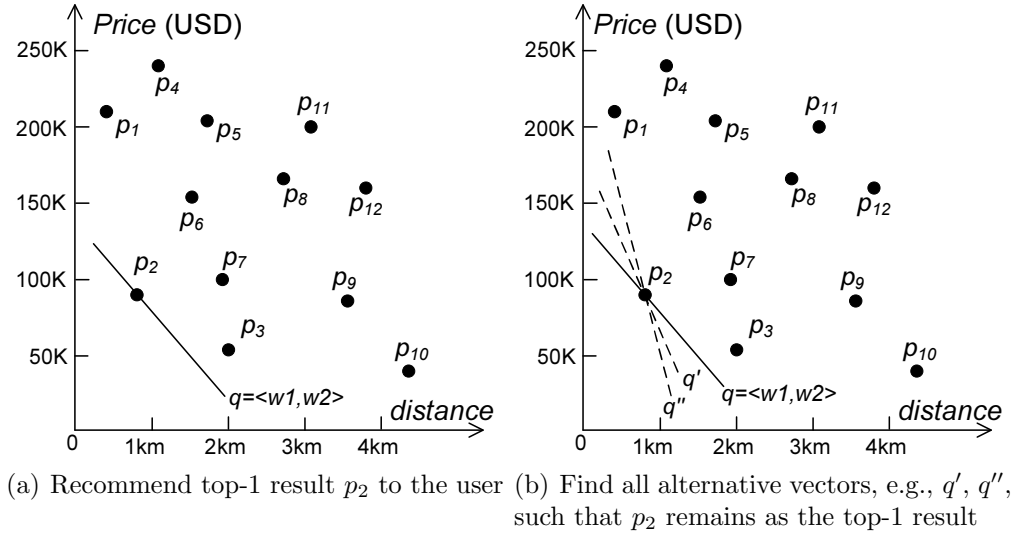 Price (USD)
250K
200K
150K
100K
50K
0
1km
2km
3km
4km
distance
p4
p1
p5
p11
p8
p12
p6
p2
p7
p9
p3
p10
q=<w1,w2>
(a) Recommend top-1 result p2 to the user
Price (USD)
250K
200K
150K
100K
50K
0
1km
2km
3km
4km
distance
p4
p1
p5
p11
p8
p12
p6
p2
p7
p9
p3
p10
q'
q''
q=<w1,w2>
(b) Find all alternative vectors, e.g., q′, q′′,
such that p2 remains as the top-1 result